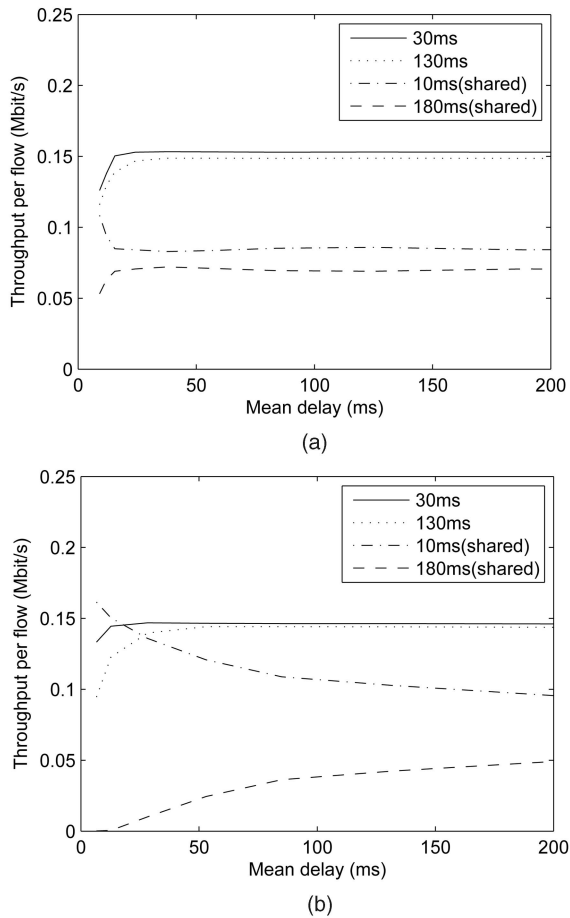 0.25
0.2
0.15
0.1
0.05
0
Throughput per flow (Mbit/s)
30ms
130ms
10ms(shared)
180ms(shared)
0 50 100 150 200
Mean delay (ms)
(a)
0.25
0.2
0.15
0.1
0.05
0
Throughput per flow (Mbit/s)
30ms
130ms
10ms(shared)
180ms(shared)
0 50 100 150 200
Mean delay (ms)
(b)